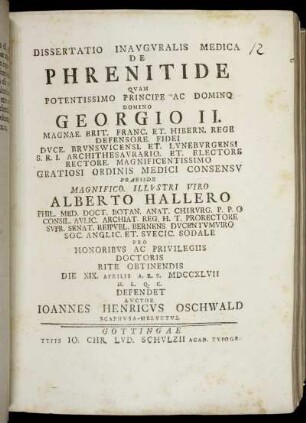 12
DISSERTATIO INAVGVRALIS MEDICA
DE
PHRENITIDE
QVAM
POTENTISSIMO PRINCIPE AC DOMINO
DOMINO
GEORGIO II.
MAGNAE. BRIT. FRANC. ET. HIBERN. REGE
DEFENSORE. FIDEI
DVCE. BRVNSWICENSI. ET. LVNEBVRGENSI
S. R. I. ARCHITHESAVRARIO. ET. ELECTORE
RECTORE. MAGNIFICENTISSIMO
GRATIOSI ORDINIS MEDICI CONSENSV
PRAESIDE
MAGNIFICO. ILLVSTRI VIRO
ALBERTO HALLERO
PHIL. MED. DOCT. BOTAN. ANAT. CHIRVRG. P. P. O
CONSIL. AVLIC. ARCHIAT. REG. H. T. PRORECTORE
SVPR. SENAT. REIPVBL. BERNENS. DVCENTVMVIRO
SOC. ANGLIC. ET. SVECIC. SODALE
PRO
HONORIBVS AC PRIVILEGIIS
DOCTORIS
RITE OBTINENDIS
DIE XIX. APRILIS A. R. S. MDCCXLVII
H. L. Q. C.
DEFENDET
AVCTOR
IOANNES HENRICVS OSCHWALD
SCAPHVSA-HELVETVS.
GOTTINGAE
TYPIS IO. CHR. LVD. SCHVLZII ACAD. TYPOGR.